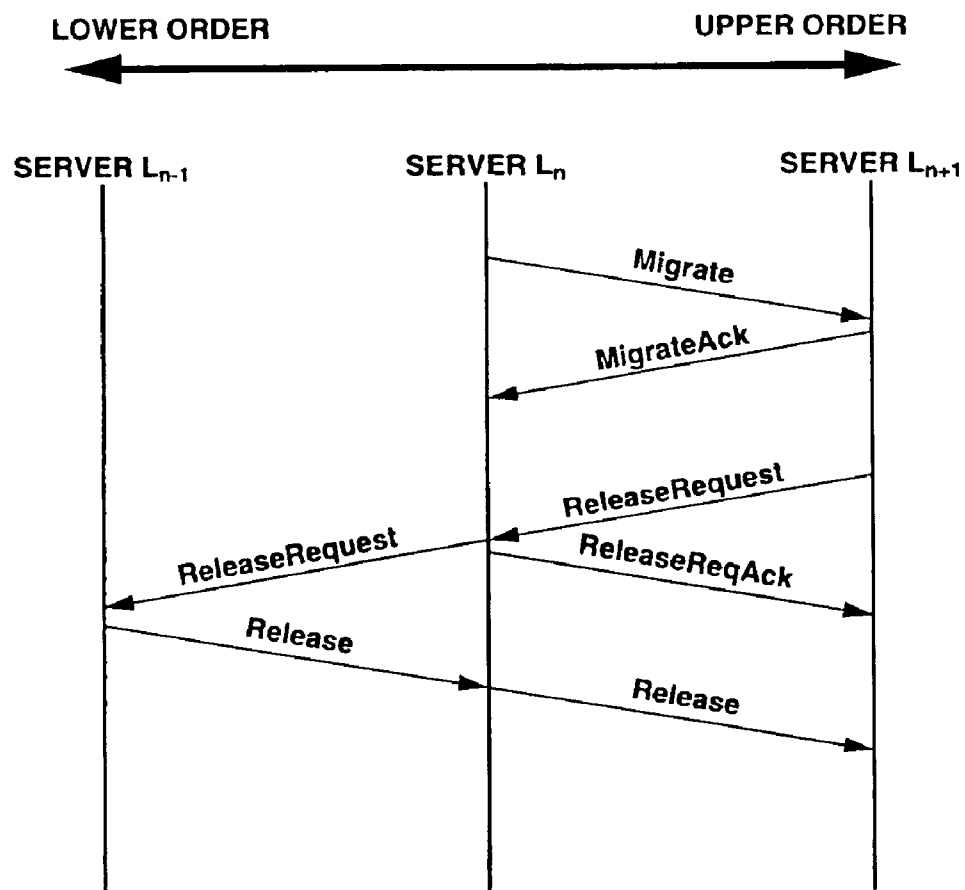 LOWER ORDER
UPPER ORDER
SERVER Ln-1
SERVER Ln
SERVER Ln+1
Migrate
MigrateAck
ReleaseRequest
ReleaseRequest
ReleaseReqAck
Release
Release